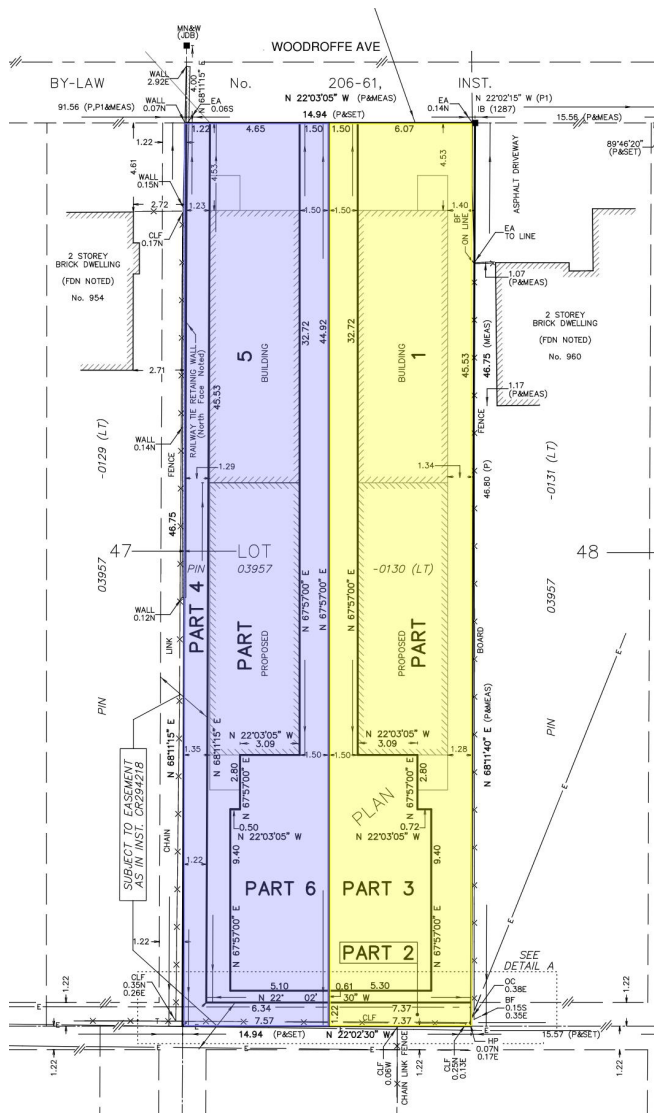 MN&W
(JDB)
WOODROFFE AVE
BY-LAW No. 206-61, INST.
WALL
2.92E
4.00
N 68°11'15" E
N 22°03'05" W (P&MEAS)
N 22°02'15" W (P1)
91.56 (P,P1&MEAS)
WALL
0.07N
EA
0.06S
14.94 (P&SET)
EA
0.14N
IB (1287)
15.56 (P&MEAS)
89°46'20"
(P&SET)
1.22
1.22
4.65
1.50
1.50
6.07
4.61
4.53
4.53
WALL
0.15N
2.72
1.23
1.50
1.50
1.40
BF
ON LINE
ASPHALT DRIVEWAY
CLF
0.17N
EA
TO LINE
2 STOREY
BRICK DWELLING
(FDN NOTED)
No. 954
1.07
(P&MEAS)
2 STOREY
BRICK DWELLING
(FDN NOTED)
No. 960
RAILWAY TIE RETAINIG WALL
(North Face Noted)
45.53
5
BUILDING
32.72
44.92
32.72
BUILDING
1
45.53
46.75 (MEAS)
2.71
1.17
(P&MEAS)
WALL
0.14N
FENCE
FENCE
-0129 (LT)
-0131 (LT)
1.29
1.34
46.80 (P)
46.75
47
LOT
48
PIN 03957
-0130 (LT)
03957
03957
WALL
0.12N
PART 4
PART
PROPOSED
N 67°57'00" E
N 67°57'00" E
N 67°57'00" E
PROPOSED
PART
LINK
BOARD
PIN
PIN
N 68°11'15" E
N 68°11'15" E
N 68°11'40" E (P&MEAS)
N 22°03'05" W
3.09
N 22°03'05" W
3.09
1.35
1.50
1.50
1.28
2.80
N 67°57'00" E
2.80
N 67°57'00" E
SUBJECT TO EASEMENT
AS IN INST. CR294218
PLAN
0.50
0.72
N 22°03'05" W
N 22°03'05" W
CHAIN
1.22
9.40
9.40
PART 6
PART 3
N 67°57'00" E
N 67°57'00" E
PART 2
1.22
SEE
DETAIL A
CLF
0.35N
0.26E
1.22
1.22
5.10
0.61
5.30
OC
0.38E
N 22° 02' 30" W
BF
0.15S
0.35E
6.34
1.22
7.37
7.57
CLF
7.37
14.94 (P&SET)
N 22°02'30" W
15.57 (P&SET)
HP
0.07N
0.17E
1.22
1.22
1.22
CLF
0.06W
CHAIN LINK FENCE
CLF
0.25N
0.13E